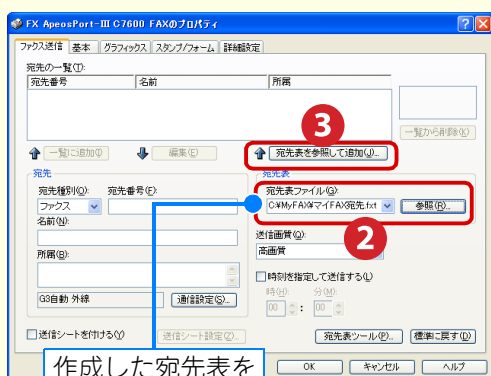 FX ApeosPort-III C7600 FAXのプロパティ
ファクス送信 基本 グラフィックス スタンプ/フォーム 詳細設定
宛先の一覧(T):
宛先番号 名前 所属
3
一覧から削除(K)
一覧に追加(I) 編集(E) 宛先表を参照して追加(J)...
宛先 宛先表
宛先種別(O): 宛先番号(F): 宛先表ファイル(G):
ファクス C:¥MyFAX¥マイFAX宛先.fxt 参照(R)...
名前(N):
2
送信画質(Q):
所属(B): 高画質
時刻を指定して送信する(L)
時(H): 分(M):
G3自動 外線 通信設定(S)... 00 : 00
送信シートを付ける(Y) 送信シート設定(Z)... 宛先表ツール(P)... 標準に戻す(D)
作成した宛先表を
OK キャンセル ヘルプ